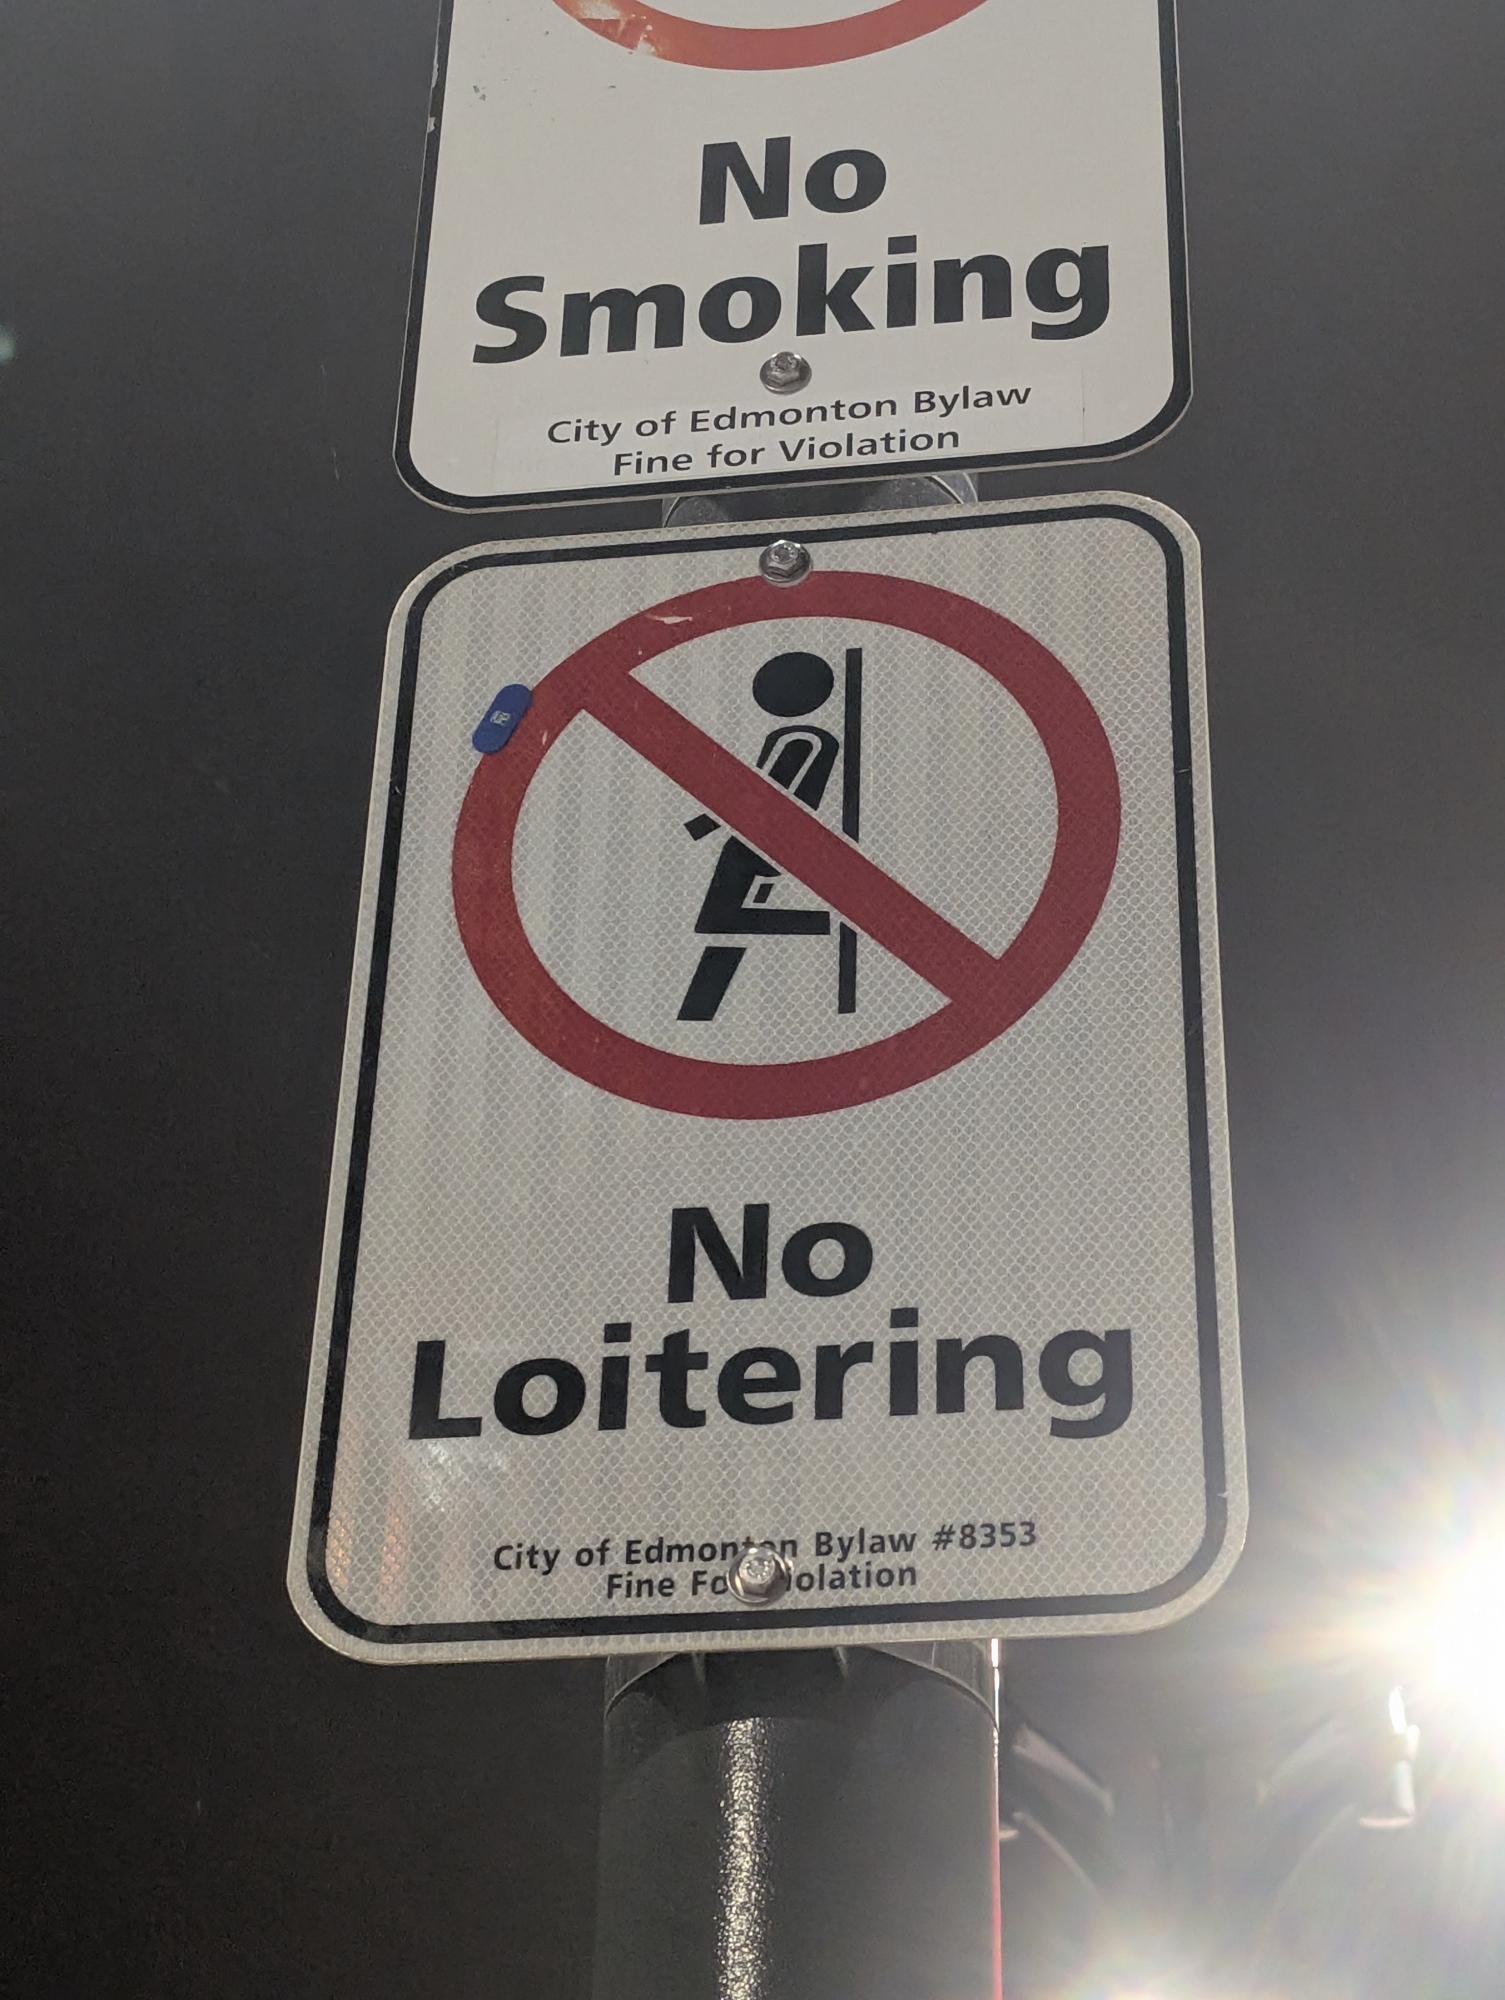 No
Smoking
City of Edmonton Bylaw
Fine for Violation
No
Loitering
City of Edmonton Bylaw #8353
Fine For Violation